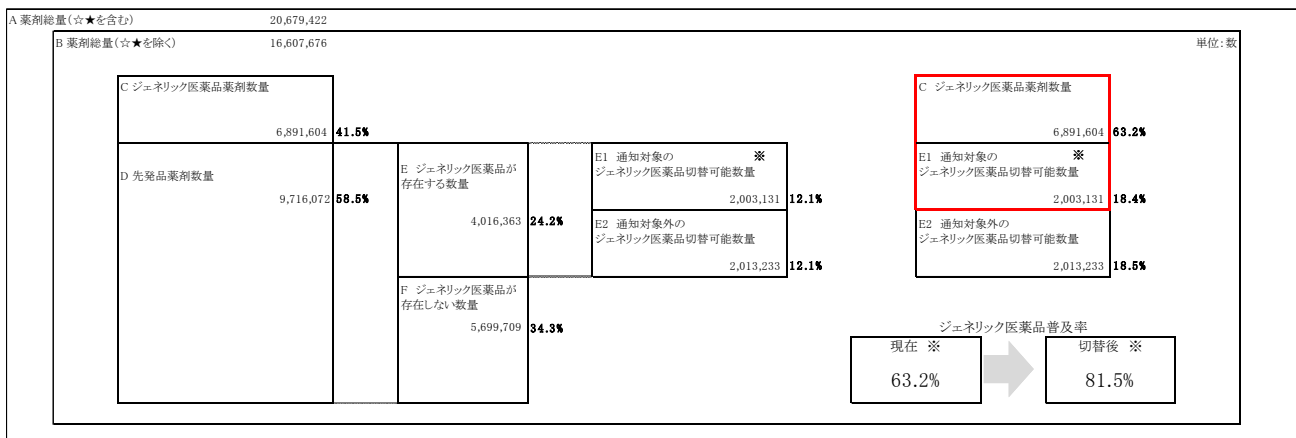 A 薬剤総量(☆★を含む) 20,679,422
B 薬剤総量(☆★を除く) 16,607,676 単位:数
C ジェネリック医薬品薬剤数量
6,891,604 41.5%
D 先発品薬剤数量
9,716,072 58.5%
E ジェネリック医薬品が
存在する数量
4,016,363 24.2%
F ジェネリック医薬品が
存在しない数量
5,699,709 34.3%
E1 通知対象の ※
ジェネリック医薬品切替可能数量
2,003,131 12.1%
E2 通知対象外の
ジェネリック医薬品切替可能数量
2,013,233 12.1%
C ジェネリック医薬品薬剤数量
6,891,604 63.2%
E1 通知対象の ※
ジェネリック医薬品切替可能数量
2,003,131 18.4%
E2 通知対象外の
ジェネリック医薬品切替可能数量
2,013,233 18.5%
ジェネリック医薬品普及率
現在 ※
63.2%
切替後 ※
81.5%